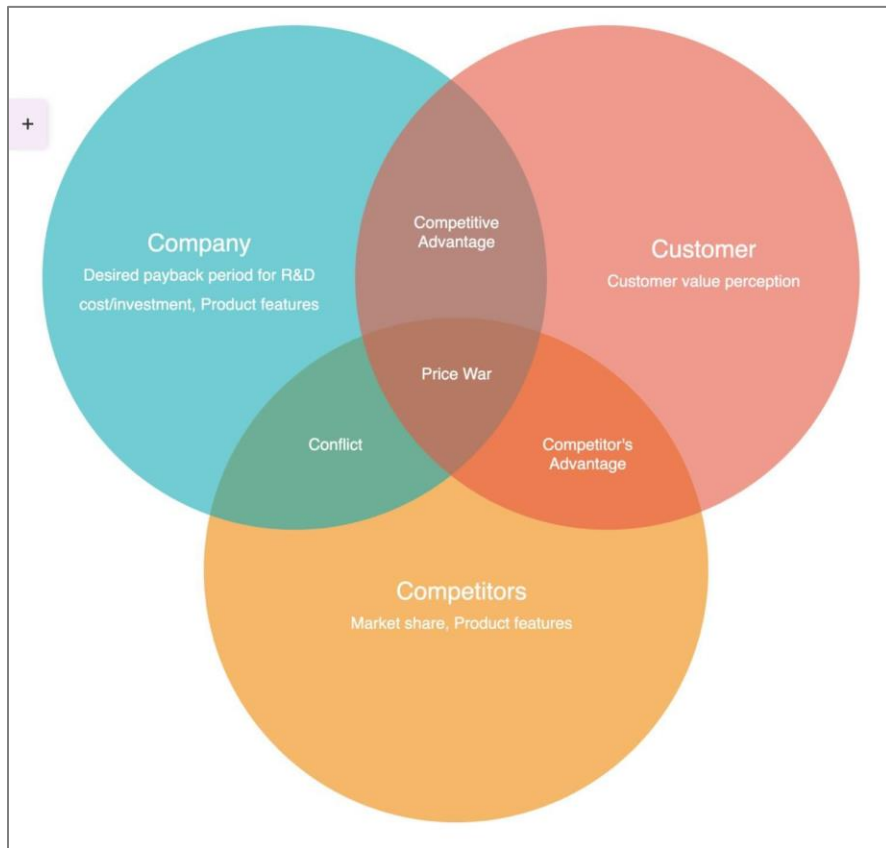 +
Company
Desired payback period for R&D
cost/investment, Product features
Competitive
Advantage
Customer
Customer value perception
Price War
Conflict
Competitor's
Advantage
Competitors
Market share, Product features